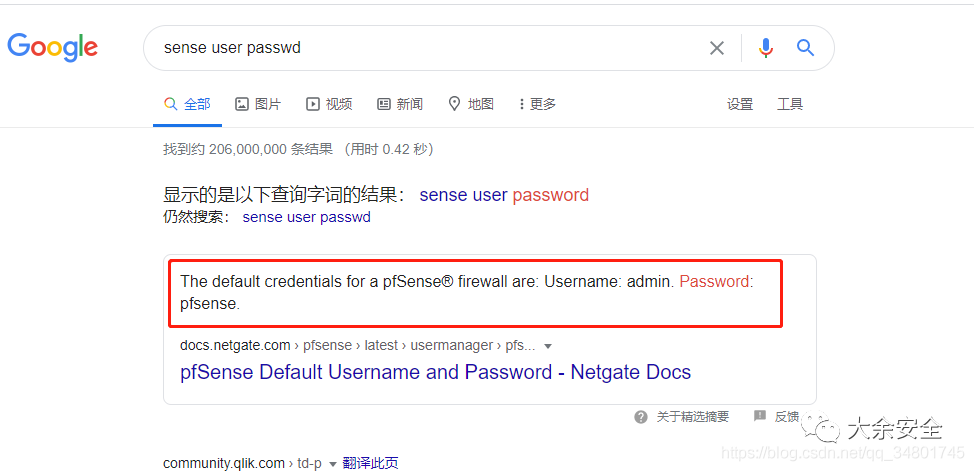 Google
sense user passwd
全部 图片 视频 新闻 地图 更多 设置 工具
找到约 206,000,000 条结果 （用时 0.42 秒）
显示的是以下查询字词的结果： sense user password
仍然搜索： sense user passwd
The default credentials for a pfSense® firewall are: Username: admin. Password:
pfsense.
docs.netgate.com › pfsense › latest › usermanager › pfs...
pfSense Default Username and Password - Netgate Docs
关于精选摘要 反馈
大余安全
https://blog.csdn.net/qq_34801745
community.qlik.com › td-p 翻译此页